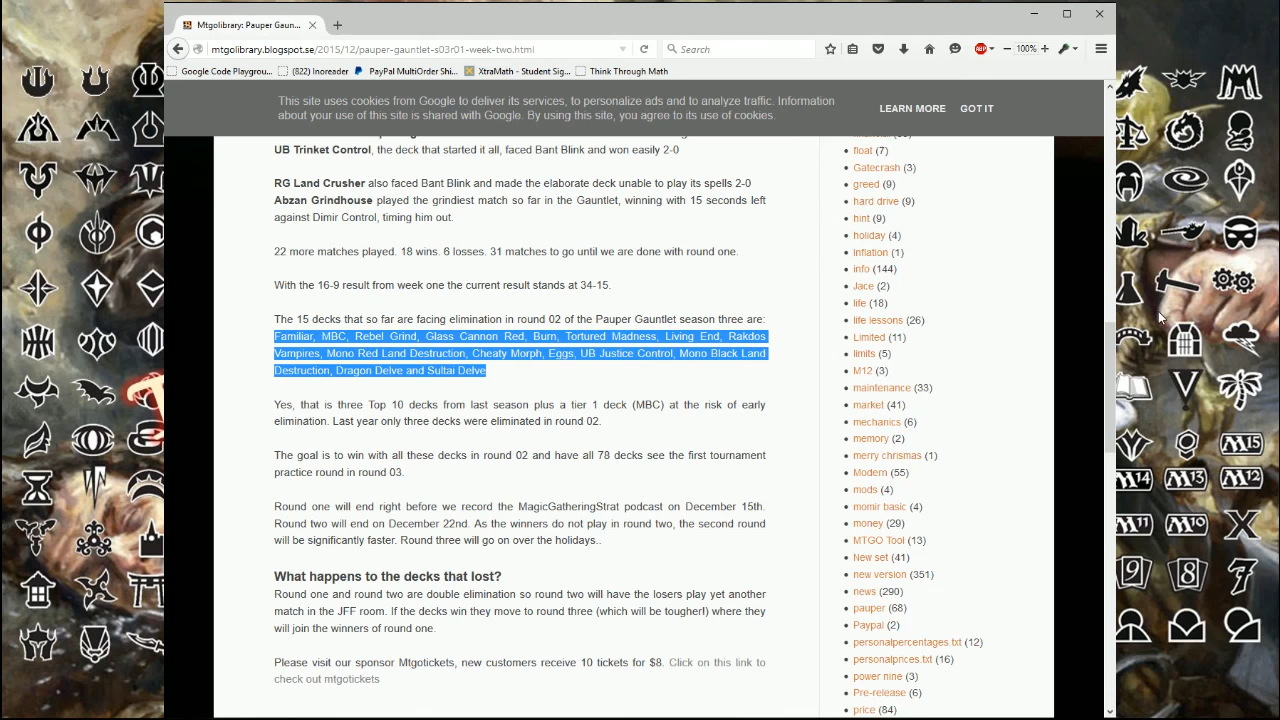 Mtgolibrary: Pauper Gaun...
mtgolibrary.blogspot.se/2015/12/pauper-gauntlet-s03r01-week-two.html
Search
ABP
100%
Google Code Playgrou...
(822) Inoreader
PayPal MultiOrder Shi...
XtraMath - Student Sig...
Think Through Math
This site uses cookies from Google to deliver its services, to personalize ads and to analyze traffic. Information
about your use of this site is shared with Google. By using this site, you agree to its use of cookies.
LEARN MORE
GOT IT
UB Trinket Control, the deck that started it all, faced Bant Blink and won easily 2-0
RG Land Crusher also faced Bant Blink and made the elaborate deck unable to play its spells 2-0
Abzan Grindhouse played the grindiest match so far in the Gauntlet, winning with 15 seconds left
against Dimir Control, timing him out.
22 more matches played. 18 wins. 6 losses. 31 matches to go until we are done with round one.
With the 16-9 result from week one the current result stands at 34-15.
The 15 decks that so far are facing elimination in round 02 of the Pauper Gauntlet season three are:
Familiar, MBC, Rebel Grind, Glass Cannon Red, Burn, Tortured Madness, Living End, Rakdos
Vampires, Mono Red Land Destruction, Cheaty Morph, Eggs, UB Justice Control, Mono Black Land
Destruction, Dragon Delve and Sultai Delve
Yes, that is three Top 10 decks from last season plus a tier 1 deck (MBC) at the risk of early
elimination. Last year only three decks were eliminated in round 02.
The goal is to win with all these decks in round 02 and have all 78 decks see the first tournament
practice round in round 03.
Round one will end right before we record the MagicGatheringStrat podcast on December 15th.
Round two will end on December 22nd. As the winners do not play in round two, the second round
will be significantly faster. Round three will go on over the holidays..
What happens to the decks that lost?
Round one and round two are double elimination so round two will have the losers play yet another
match in the JFF room. If the decks win they move to round three (which will be tougher!) where they
will join the winners of round one.
Please visit our sponsor Mtgotickets, new customers receive 10 tickets for $8. Click on this link to
check out mtgotickets
float (7)
Gatecrash (3)
greed (9)
hard drive (9)
hint (9)
holiday (4)
Inflation (1)
info (144)
Jace (2)
life (18)
life lessons (26)
Limited (11)
limits (5)
M12 (3)
maintenance (33)
market (41)
mechanics (6)
memory (2)
merry chrismas (1)
Modern (55)
mods (4)
momir basic (4)
money (29)
MTGO Tool (13)
New set (41)
new version (351)
news (290)
pauper (68)
Paypal (2)
personalpercentages.txt (12)
personalprices.txt (16)
power nine (3)
Pre-release (6)
price (84)
M15
M14
M13
M12
M11
M10
X
9
8
7